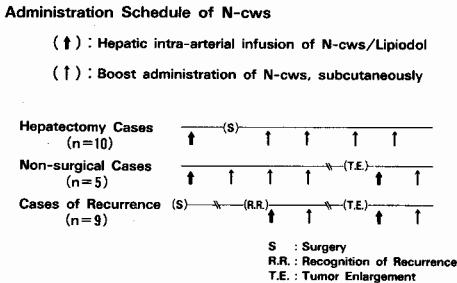 Administration Schedule of N-cws
(⬆) : Hepatic intra-arterial infusion of N-cws/Lipiodol
(↑) : Boost administration of N-cws, subcutaneously
Hepatectomy Cases
(n=10)
(S)
Non-surgical Cases
(n=5)
(T.E.)
Cases of Recurrence
(n=9)
(S) (R.R.) (T.E.)
S : Surgery
R.R. : Recognition of Recurrence
T.E. : Tumor Enlargement